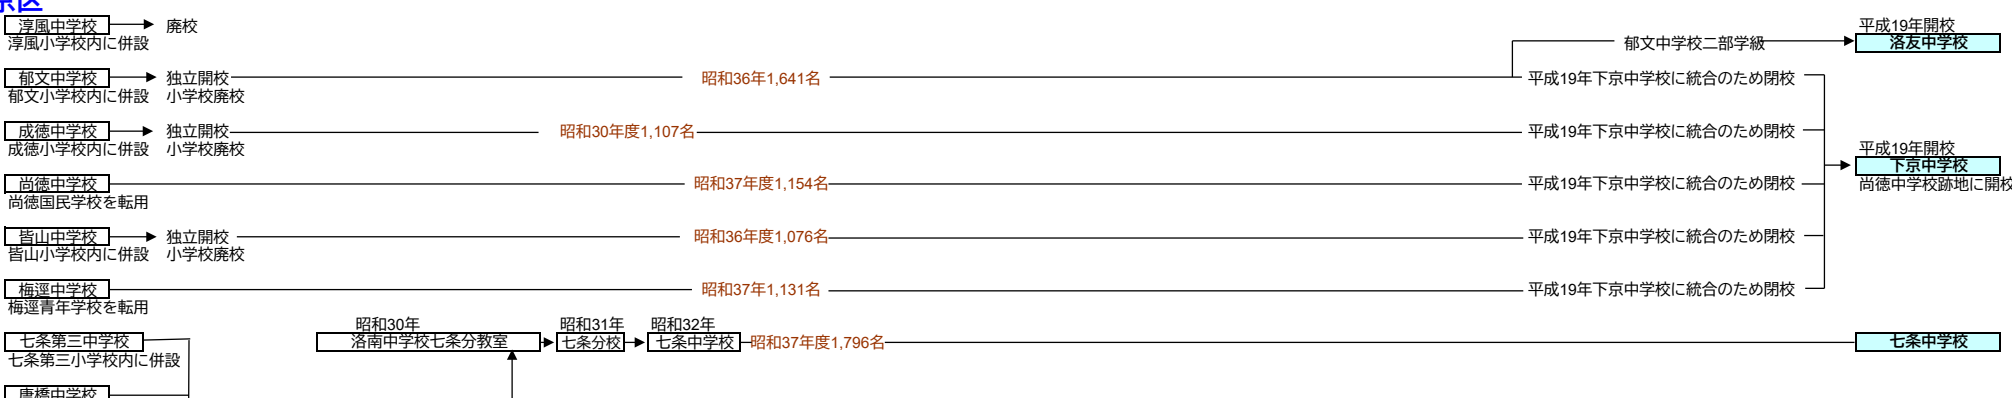 京区
淳風中学校 廃校 平成19年開校
淳風小学校内に併設 郁文中学校二部学級 洛友中学校
郁文中学校 独立開校 昭和36年1,641名 平成19年下京中学校に統合のため閉校
郁文小学校内に併設 小学校廃校
成徳中学校 独立開校 昭和30年度1,107名 平成19年下京中学校に統合のため閉校
成徳小学校内に併設 小学校廃校 平成19年開校
下京中学校
尚徳中学校 昭和37年度1,154名 平成19年下京中学校に統合のため閉校 尚徳中学校跡地に開校
尚徳国民学校を転用
皆山中学校 独立開校 昭和36年度1,076名 平成19年下京中学校に統合のため閉校
皆山小学校内に併設 小学校廃校
梅逕中学校 昭和37年1,131名 平成19年下京中学校に統合のため閉校
梅逕青年学校を転用
昭和30年 昭和31年 昭和32年
七条第三中学校 洛南中学校七条分教室 七条分校 七条中学校 昭和37年度1,796名 七条中学校
七条第三小学校内に併設
唐橋中学校